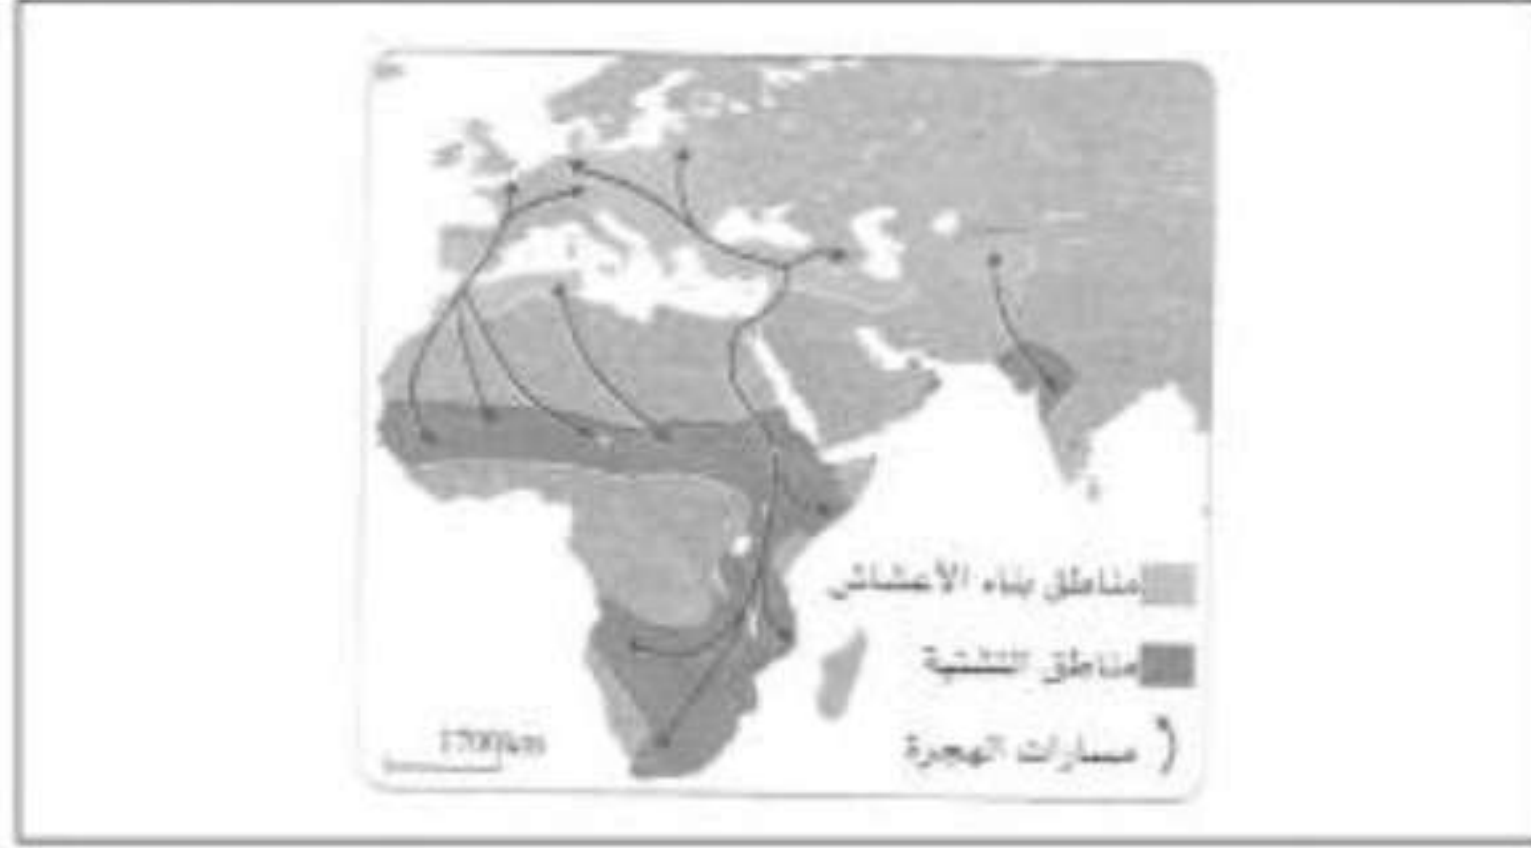 مناطق بناء الأعشاش
مناطق التشتية
مسارات الهجرة
1700km